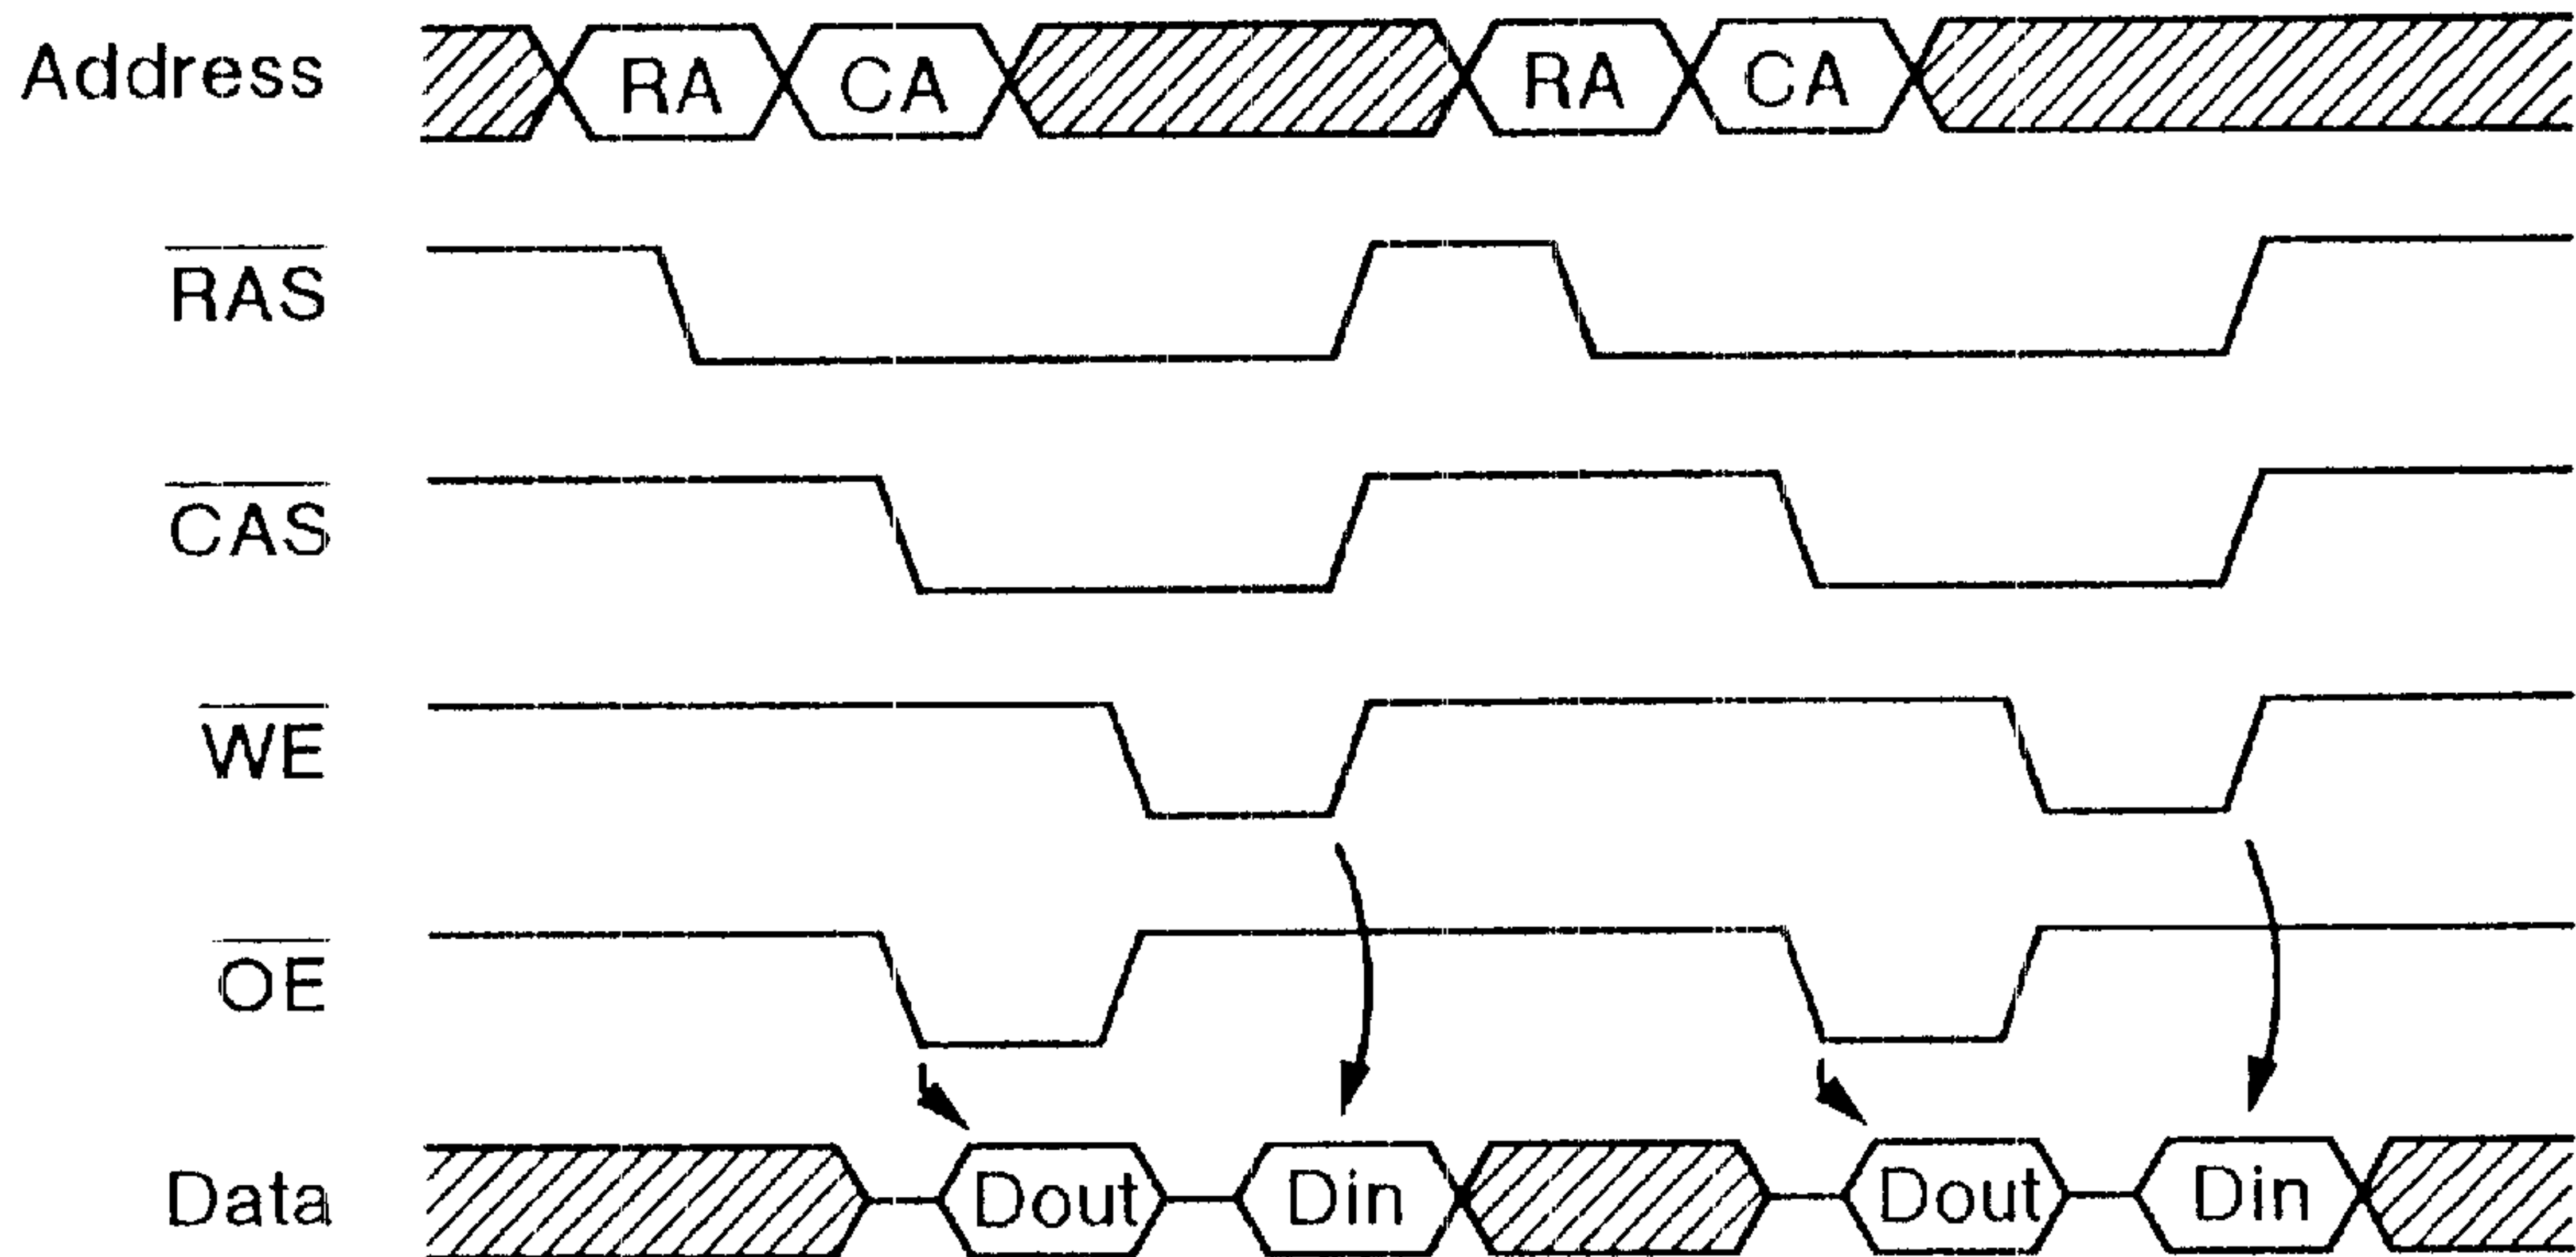 Address RA CA RA CA
RAS
CAS
WE
OE
Data Dout Din Dout Din